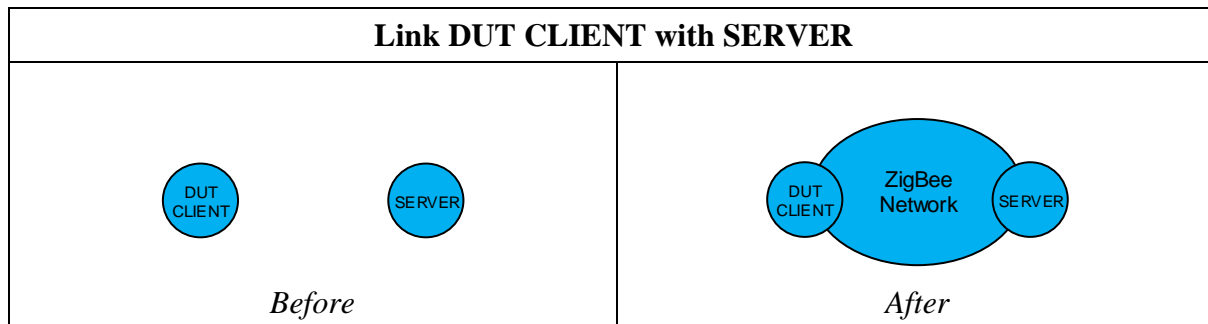 Link DUT CLIENT with SERVER
DUT
CLIENT
SERVER
Before
DUT
CLIENT
ZigBee
Network
SERVER
After